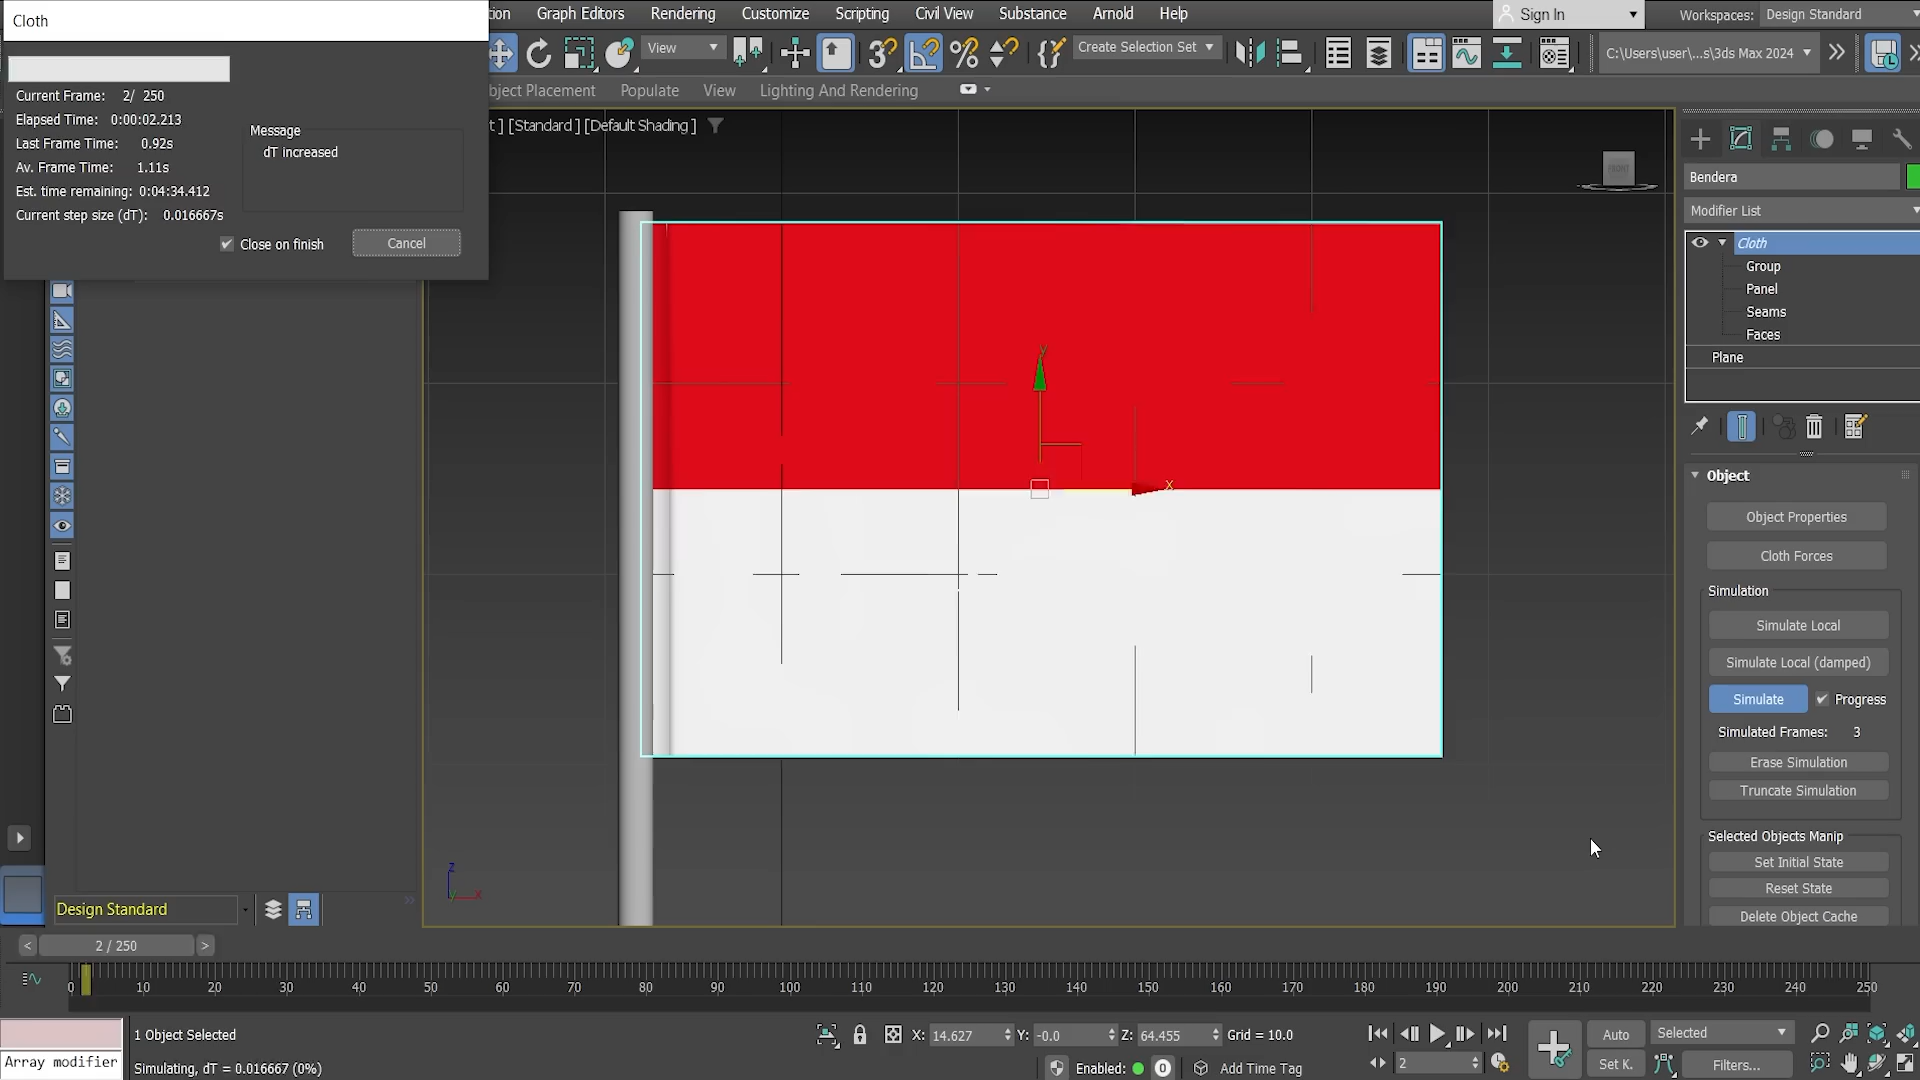 Cloth
Current Frame: 2/ 250
Elapsed Time: 0:00:02.213
Last Frame Time: 0.92s
Av. Frame Time: 1.11s
Est. time remaining: 0:04:34.412
Current step size (dT): 0.016667s
Message
dT increased
Close on finish
Cancel
Graph Editors Rendering Customize Scripting Civil View Substance Arnold Help
Sign In
Workspaces: Design Standard
View
Create Selection Set
C:\Users\user\...s\3ds Max 2024
bject Placement Populate View Lighting And Rendering
t ] [Standard ] [Default Shading ]
FRONT
y
x
z
x
Bendera
Modifier List
Cloth
Group
Panel
Seams
Faces
Plane
Object
Object Properties
Cloth Forces
Simulation
Simulate Local
Simulate Local (damped)
Simulate
Progress
Simulated Frames: 3
Erase Simulation
Truncate Simulation
Selected Objects Manip
Set Initial State
Reset State
Delete Object Cache
Design Standard
< 2 / 250 >
0 10 20 30 40 50 60 70 80 90 100 110 120 130 140 150 160 170 180 190 200 210 220 230 240 250
1 Object Selected
X: 14.627 Y: -0.0 Z: 64.455 Grid = 10.0
Auto
Selected
Array modifier
Simulating, dT = 0.016667 (0%)
Enabled: 0
Add Time Tag
2
Set K.
Filters...